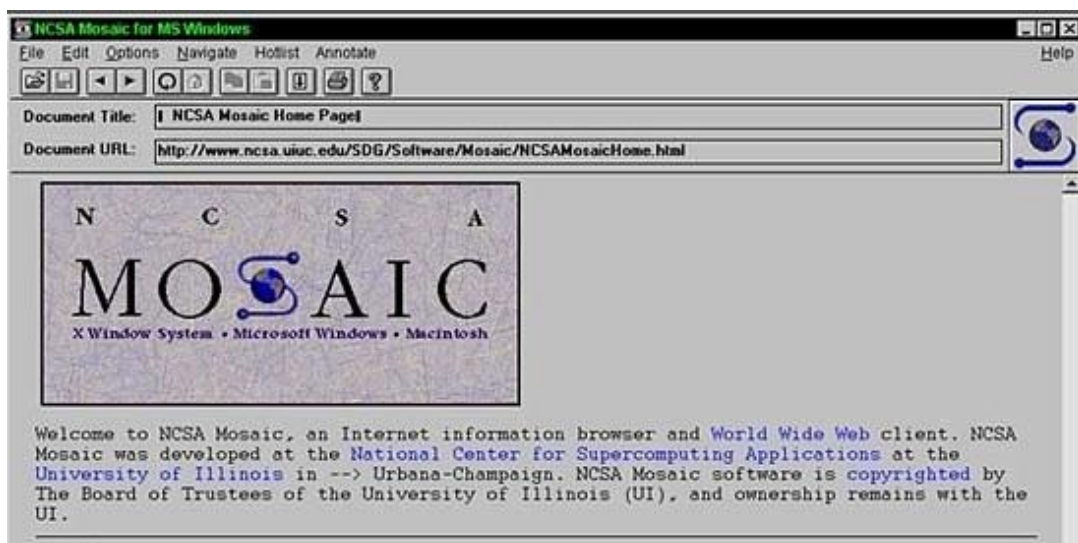 NCSA Mosaic for MS Windows
File Edit Options Navigate Hotlist Annotate Help
Document Title: NCSA Mosaic Home Page
Document URL: http://www.ncsa.uiuc.edu/SDG/Software/Mosaic/NCSAMosaicHome.html
N C S A
MOSAIC
X Window System • Microsoft Windows • Macintosh
Welcome to NCSA Mosaic, an Internet information browser and World Wide Web client. NCSA
Mosaic was developed at the National Center for Supercomputing Applications at the
University of Illinois in --> Urbana-Champaign. NCSA Mosaic software is copyrighted by
The Board of Trustees of the University of Illinois (UI), and ownership remains with the
UI.